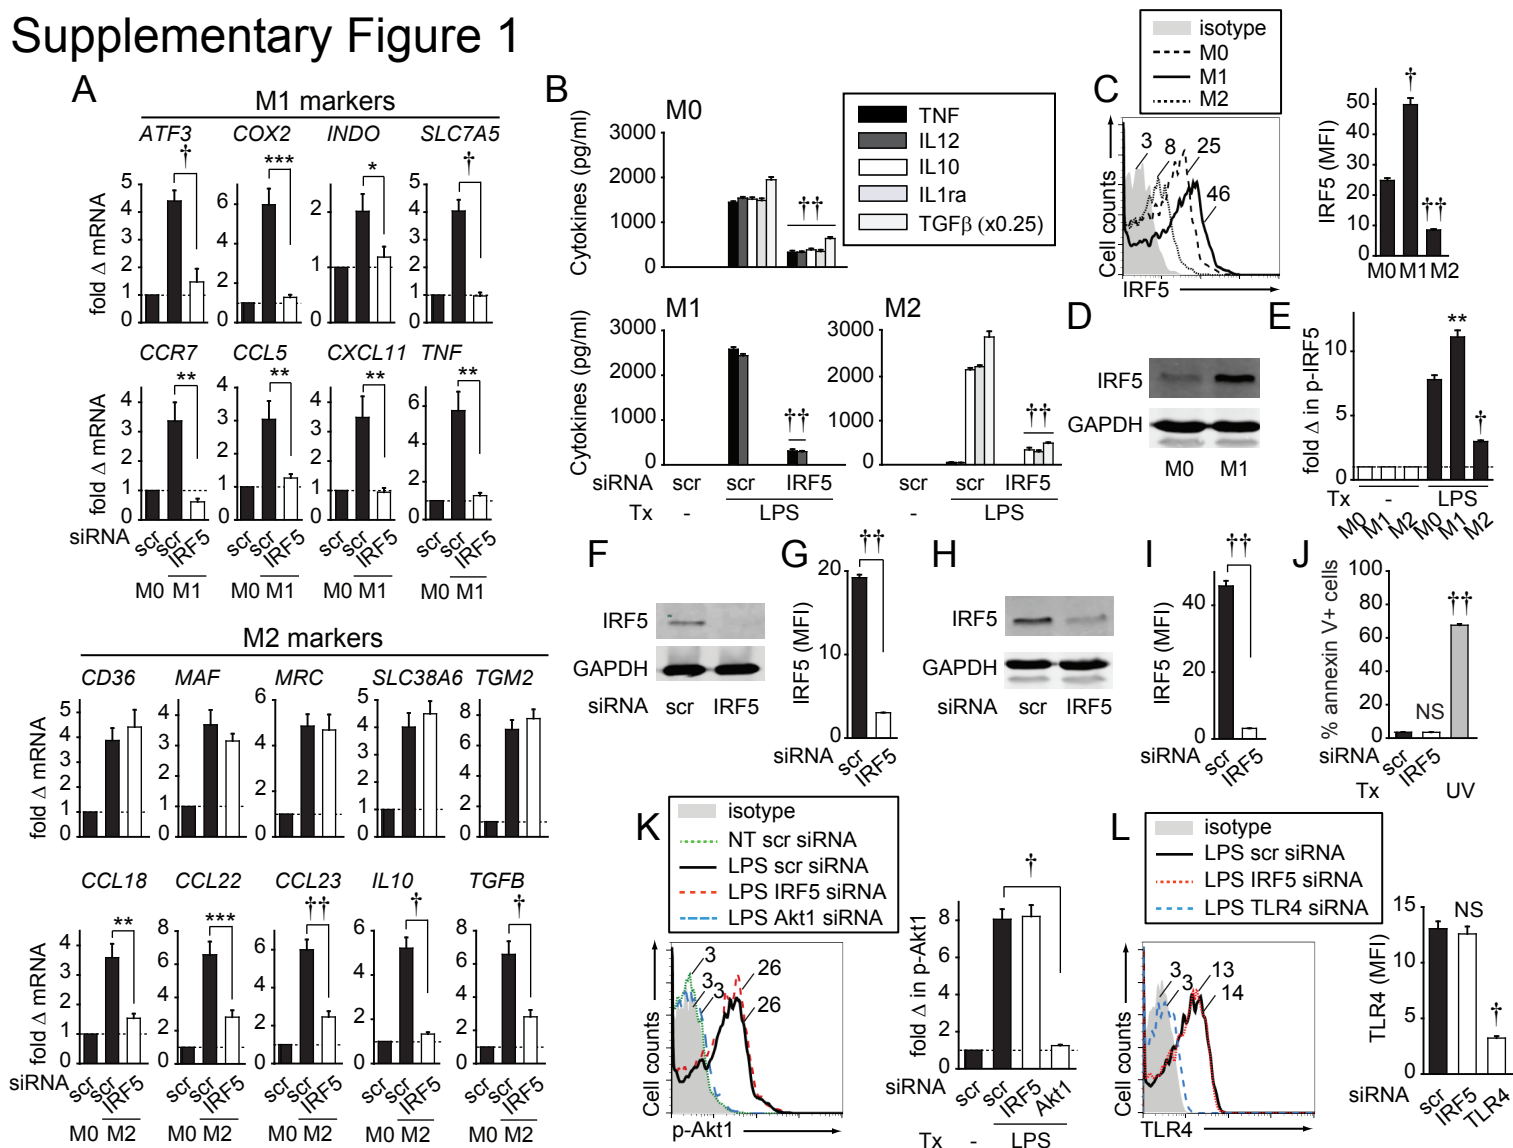 Supplementary Figure 1
A
M1 markers
ATF3 COX2 INDO SLC7A5
† *** * †
fold Δ mRNA
5 4 3 2 1 0
6 4 2 0
2 1 0
5 4 3 2 1 0
CCR7 CCL5 CXCL11 TNF
** ** ** **
fold Δ mRNA
4 3 2 1 0
4 3 2 1 0
4 3 2 1 0
6 4 2 0
siRNA scr scr IRF5 scr scr IRF5 scr scr IRF5 scr scr IRF5
M0 M1 M0 M1 M0 M1 M0 M1
M2 markers
CD36 MAF MRC SLC38A6 TGM2
fold Δ mRNA
5 4 3 2 1 0
4 3 2 1 0
6 4 2 0
5 4 3 2 1 0
8 6 4 2 0
CCL18 CCL22 CCL23 IL10 TGFB
** *** †† † †
fold Δ mRNA
4 3 2 1 0
8 6 4 2 0
6 4 2 0
6 4 2 0
8 6 4 2 0
siRNA scr scr IRF5 scr scr IRF5 scr scr IRF5 scr scr IRF5 scr scr IRF5
M0 M2 M0 M2 M0 M2 M0 M2 M0 M2
B
M0
Cytokines (pg/ml)
3000
2000
1000
0
††
TNF
IL12
IL10
IL1ra
TGFβ (x0.25)
M1
Cytokines (pg/ml)
3000
2000
1000
0
††
siRNA scr scr IRF5
Tx - LPS
M2
3000
2000
1000
0
††
scr scr IRF5
- LPS
C
isotype
M0
M1
M2
3 8 25
46
Cell counts
IRF5
IRF5 (MFI)
50
40
30
20
10
0
†
††
M0 M1 M2
D
IRF5
GAPDH
M0 M1
E
fold Δ in p-IRF5
10
5
0
**
†
Tx - LPS
M0 M1 M2 M0 M1 M2
F
IRF5
GAPDH
siRNA scr IRF5
G
††
IRF5 (MFI)
20
10
0
siRNA scr IRF5
H
IRF5
GAPDH
siRNA scr IRF5
I
††
IRF5 (MFI)
40
20
0
siRNA scr IRF5
J
% annexin V+ cells
100
80
60
40
20
0
††
NS
siRNA scr IRF5
Tx UV
K
isotype
NT scr siRNA
LPS scr siRNA
LPS IRF5 siRNA
LPS Akt1 siRNA
3
3
3
26
26
Cell counts
p-Akt1
fold Δ in p-Akt1
8
6
4
2
0
†
siRNA scr scr IRF5 Akt1
Tx - LPS
L
isotype
LPS scr siRNA
LPS IRF5 siRNA
LPS TLR4 siRNA
3
3
13
14
Cell counts
TLR4
TLR4 (MFI)
15
10
5
0
NS
†
siRNA scr IRF5 TLR4